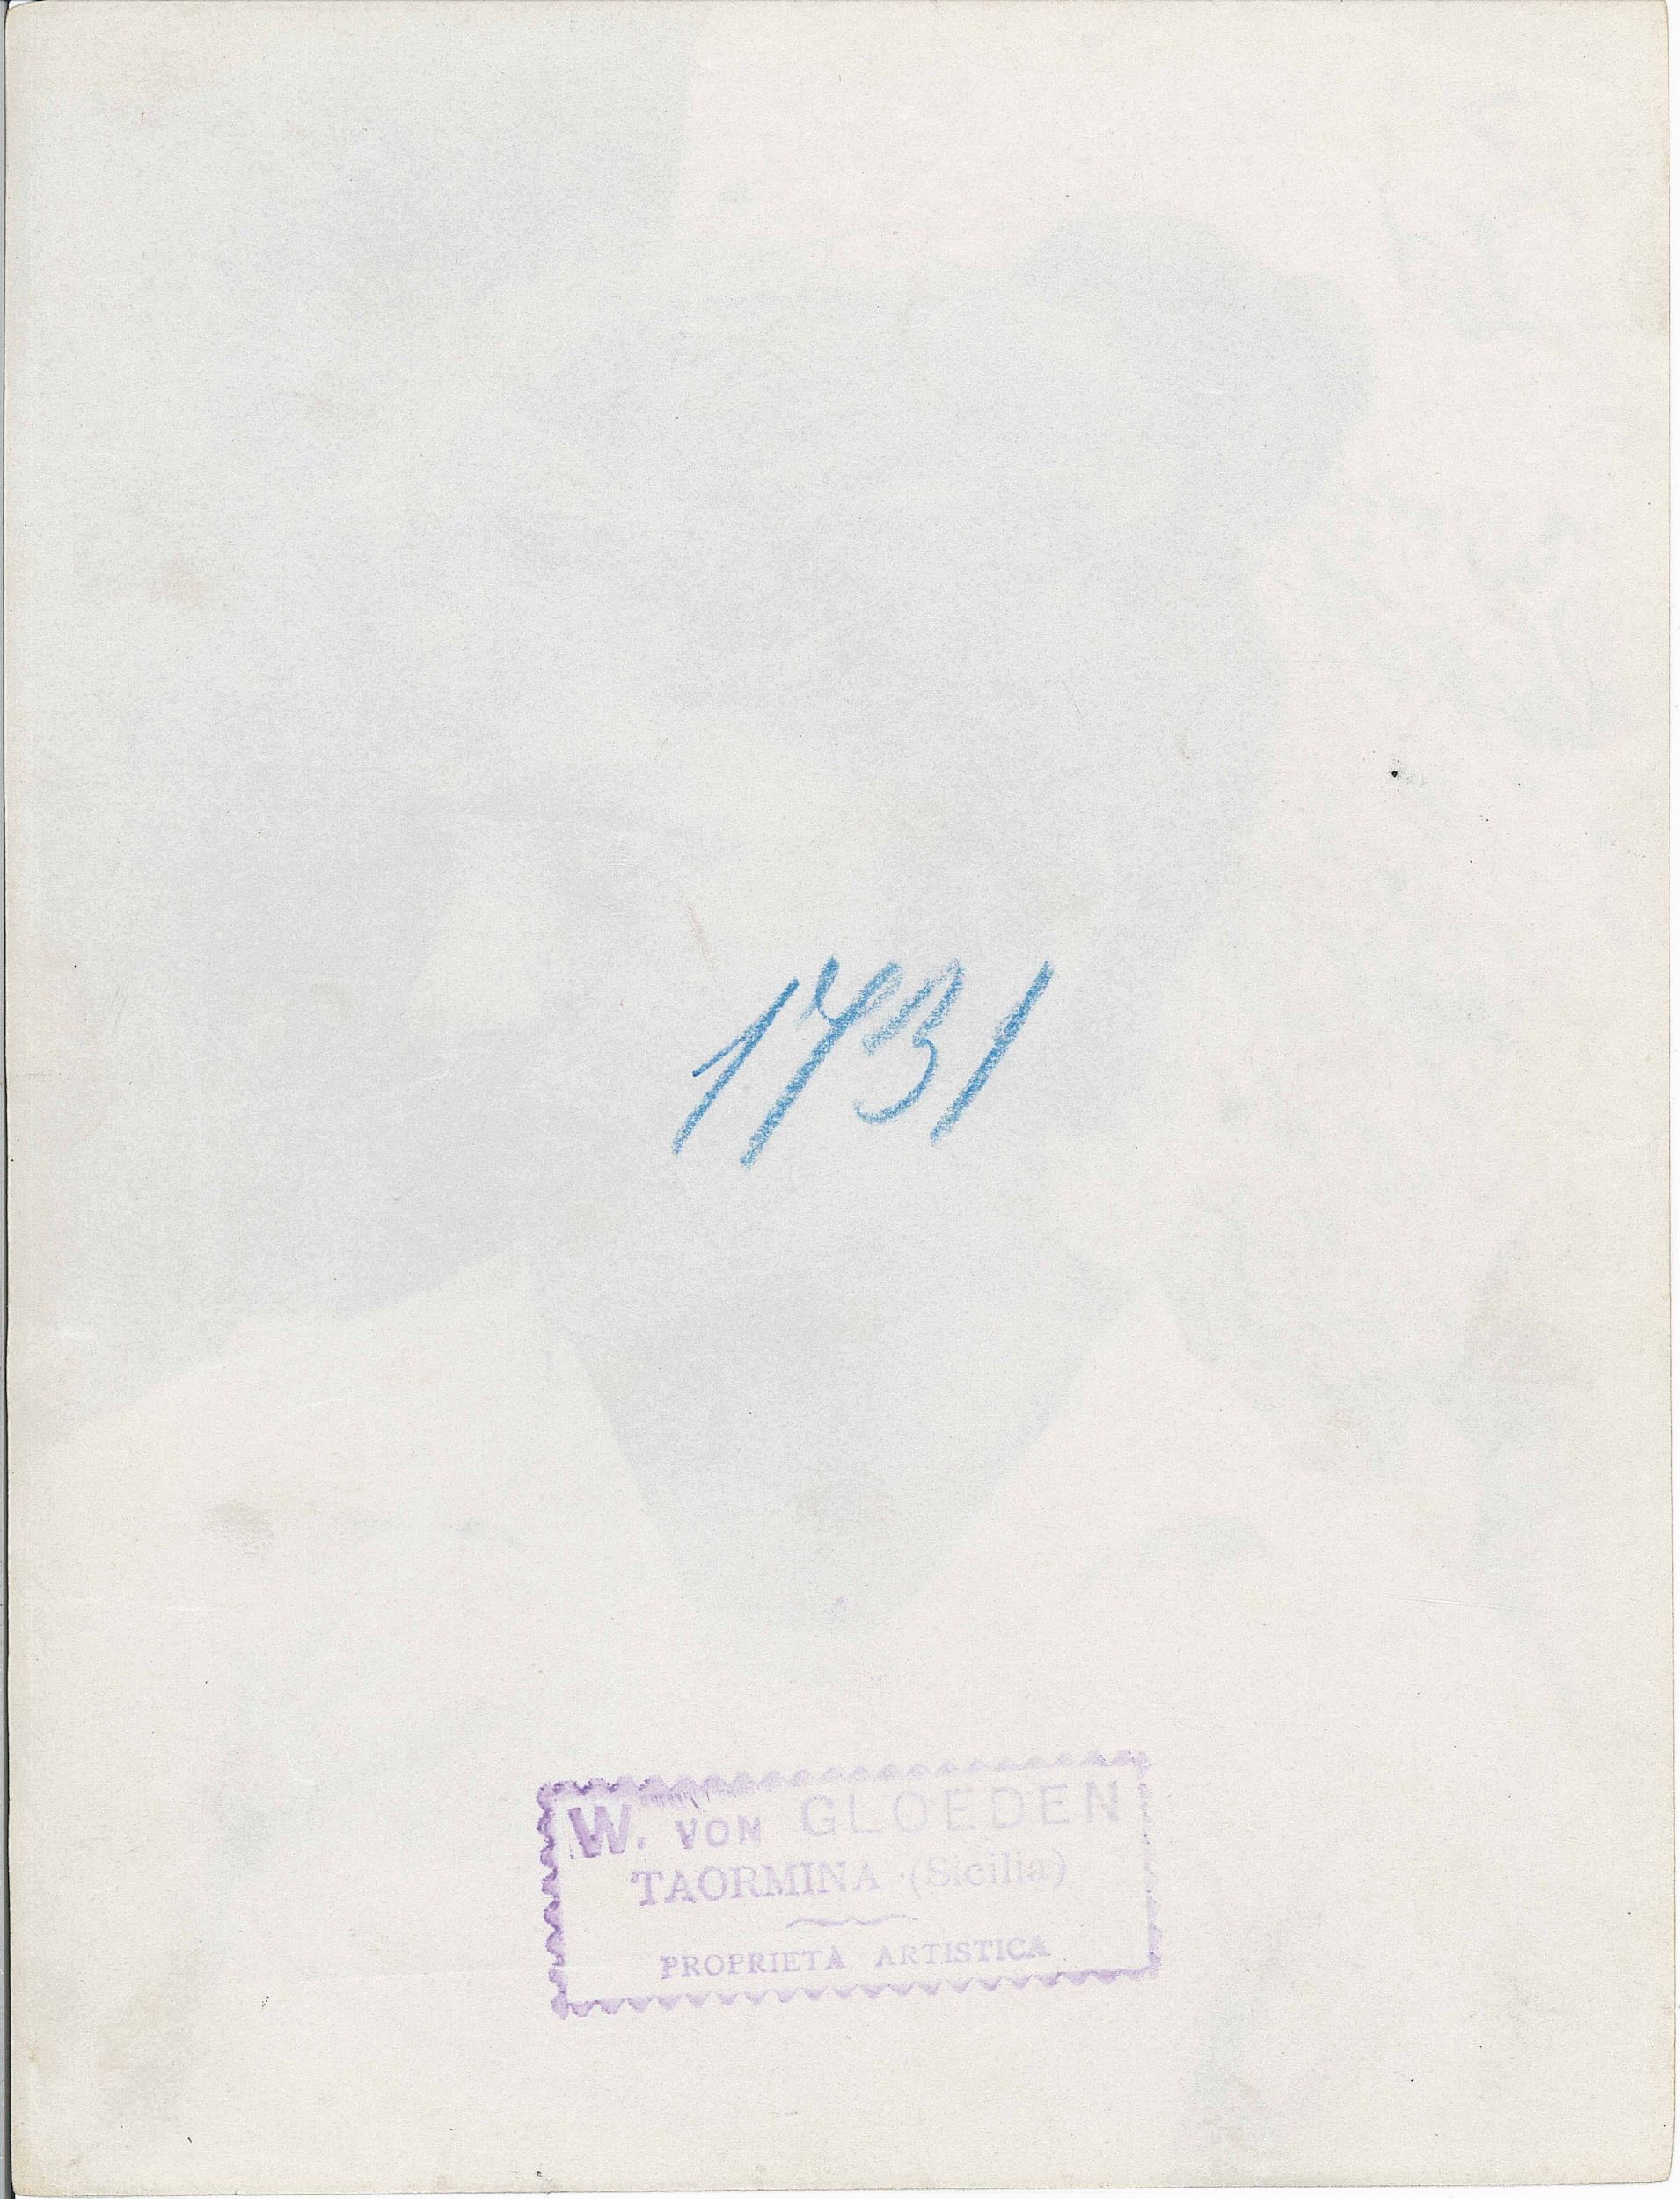 1731
W. VON GLOEDEN
TAORMINA (Sicilia)
PROPRIETÀ ARTISTICA